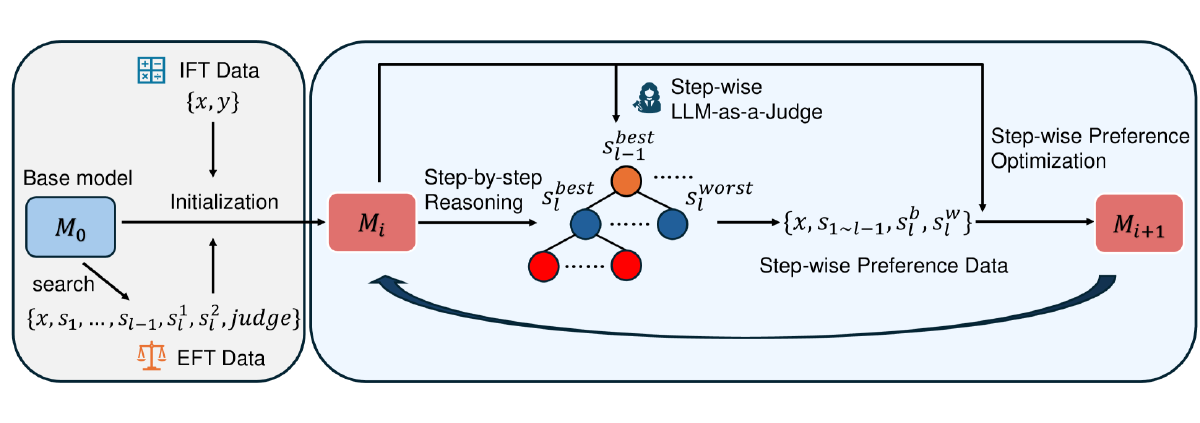 IFT Data
{x, y}
Base model
Initialization
M_0
search
{x, s_1, ..., s_{l-1}, s_l^1, s_l^2, judge}
EFT Data
Step-wise
LLM-as-a-Judge
s_{l-1}^{best}
......
Step-by-step
Reasoning
s_l^{best}
s_l^{worst}
......
......
M_i
{x, s_{1~l-1}, s_l^b, s_l^w}
Step-wise Preference Data
Step-wise Preference
Optimization
M_{i+1}